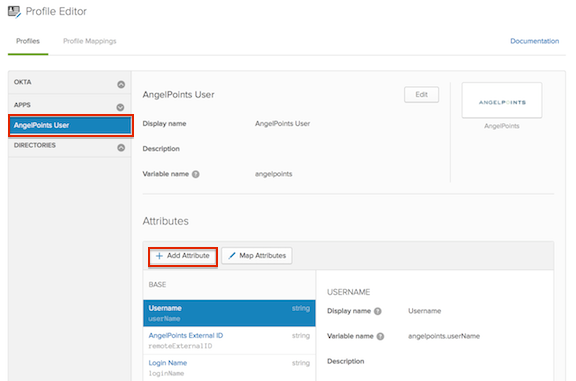 Profile Editor
Profiles Profile Mappings Documentation
OKTA
APPS
AngelPoints User
DIRECTORIES
AngelPoints User Edit
ANGELPOINTS
AngelPoints
Display name AngelPoints User
Description
Variable name ? angelpoints
Attributes
+ Add Attribute Map Attributes
BASE
Username string
userName
AngelPoints External ID string
remoteExternalID
Login Name string
loginName
USERNAME
Display name ? Username
Variable name ? angelpoints.userName
Description